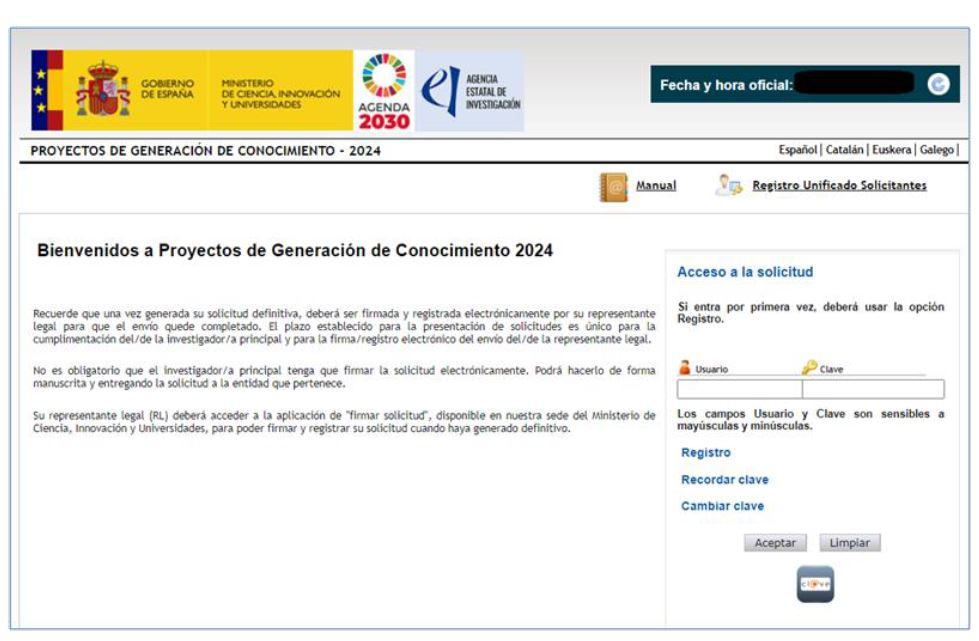 GOBIERNO
DE ESPAÑA
MINISTERIO
DE CIENCIA, INNOVACIÓN
Y UNIVERSIDADES
AGENDA
2030
AGENCIA
ESTATAL DE
INVESTIGACIÓN
Fecha y hora oficial:
PROYECTOS DE GENERACIÓN DE CONOCIMIENTO - 2024
Español | Catalán | Euskera | Galego |
Manual
Registro Unificado Solicitantes
Bienvenidos a Proyectos de Generación de Conocimiento 2024
Recuerde que una vez generada su solicitud definitiva, deberá ser firmada y registrada electrónicamente por su representante
legal para que el envío quede completado. El plazo establecido para la presentación de solicitudes es único para la
cumplimentación del/de la investigador/a principal y para la firma/registro electrónico del envío del/de la representante legal.
No es obligatorio que el investigador/a principal tenga que firmar la solicitud electrónicamente. Podrá hacerlo de forma
manuscrita y entregando la solicitud a la entidad que pertenece.
Su representante legal (RL) deberá acceder a la aplicación de "firmar solicitud", disponible en nuestra sede del Ministerio de
Ciencia, Innovación y Universidades, para poder firmar y registrar su solicitud cuando haya generado definitivo.
Acceso a la solicitud
Si entra por primera vez, deberá usar la opción
Registro.
Usuario
Clave
Los campos Usuario y Clave son sensibles a
mayúsculas y minúsculas.
Registro
Recordar clave
Cambiar clave
Aceptar
Limpiar
cl@ve